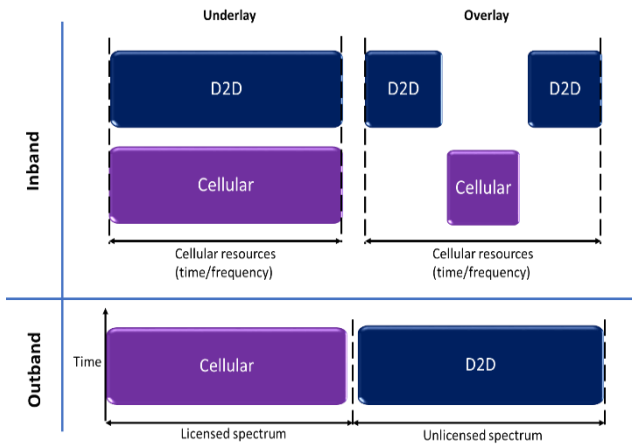 Underlay
Overlay
Inband
D2D
D2D
D2D
Cellular
Cellular
Cellular resources
(time/frequency)
Cellular resources
(time/frequency)
Outband
Time
Cellular
D2D
Licensed spectrum
Unlicensed spectrum